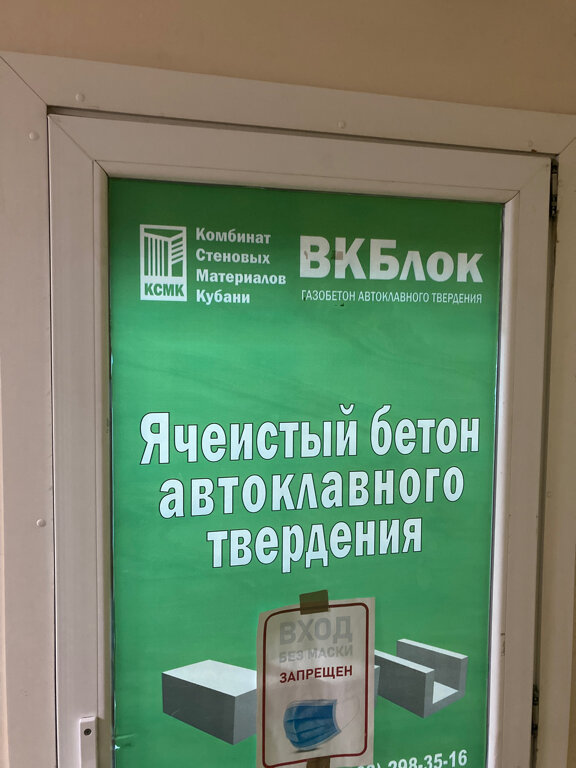 Комбинат
Стеновых
Материалов
Кубани
КСМК
ВКБлок
ГАЗОБЕТОН АВТОКЛАВНОГО ТВЕРДЕНИЯ
Ячеистый бетон
автоклавного
твердения
ВХОД
БЕЗ МАСКИ
ЗАПРЕЩЕН
) 298-35-16